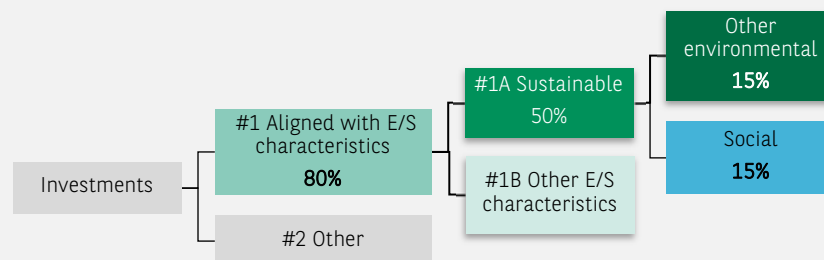 Investments
#1 Aligned with E/S
characteristics
80%
#2 Other
#1A Sustainable
50%
#1B Other E/S
characteristics
Other
environmental
15%
Social
15%